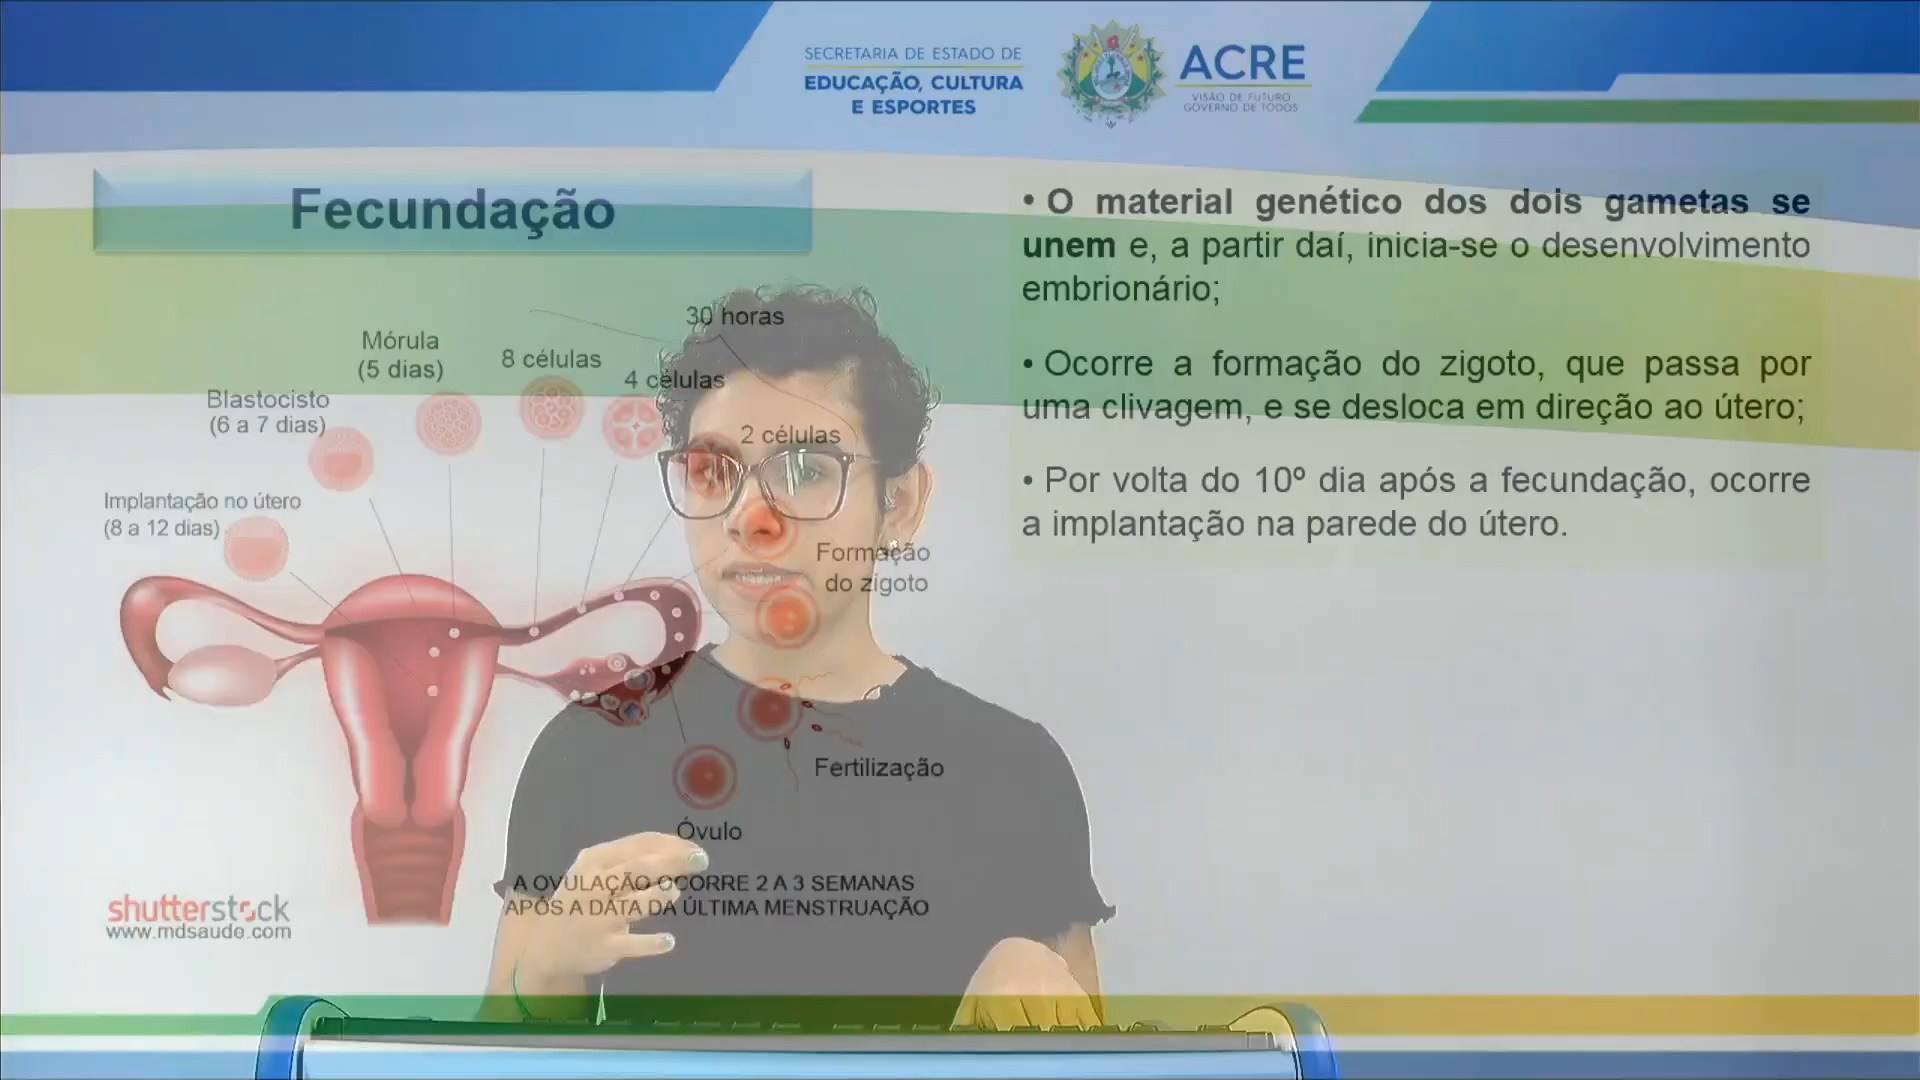 SECRETARIA DE ESTADO DE
EDUCAÇÃO, CULTURA
E ESPORTES
ACRE
VISÃO DE FUTURO
GOVERNO DE TODOS
Fecundação
30 horas
Mórula
(5 dias)
8 células
4 células
Blastocisto
(6 a 7 dias)
2 células
Implantação no útero
(8 a 12 dias)
Formação
do zigoto
Fertilização
Óvulo
A OVULAÇÃO OCORRE 2 A 3 SEMANAS
APÓS A DATA DA ÚLTIMA MENSTRUAÇÃO
shutterstock
www.mdsaude.com
• O material genético dos dois gametas se
unem e, a partir daí, inicia-se o desenvolvimento
embrionário;
• Ocorre a formação do zigoto, que passa por
uma clivagem, e se desloca em direção ao útero;
• Por volta do 10º dia após a fecundação, ocorre
a implantação na parede do útero.